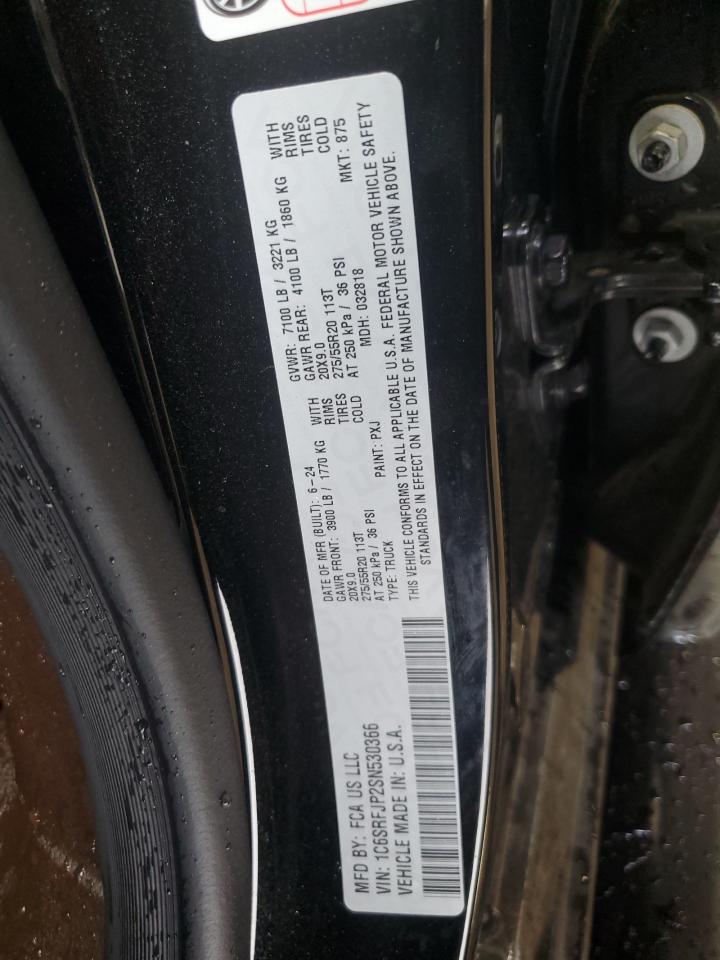 MFD BY: FCA US LLC
VIN: 1C6SRFJP2SN530366
VEHICLE MADE IN: U.S.A.
DATE OF MFR (BUILT): 6-24
GAWR FRONT: 3900 LB / 1770 KG WITH
20X9.0 RIMS
275/55R20 113T TIRES
AT 250 kPa / 36 PSI COLD
TYPE: TRUCK PAINT: PXJ
GVWR: 7100 LB / 3221 KG
GAWR REAR: 4100 LB / 1860 KG WITH
20X9.0 RIMS
275/55R20 113T TIRES
AT 250 kPa / 36 PSI COLD
MDH: 032818 MKT: 875
THIS VEHICLE CONFORMS TO ALL APPLICABLE U.S.A. FEDERAL MOTOR VEHICLE SAFETY
STANDARDS IN EFFECT ON THE DATE OF MANUFACTURE SHOWN ABOVE.